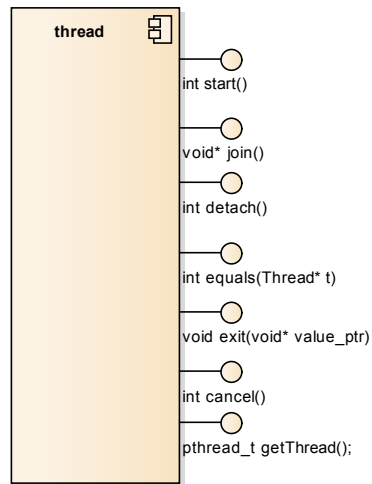 thread
int start()
void* join()
int detach()
int equals(Thread* t)
void exit(void* value_ptr)
int cancel()
pthread_t getThread();